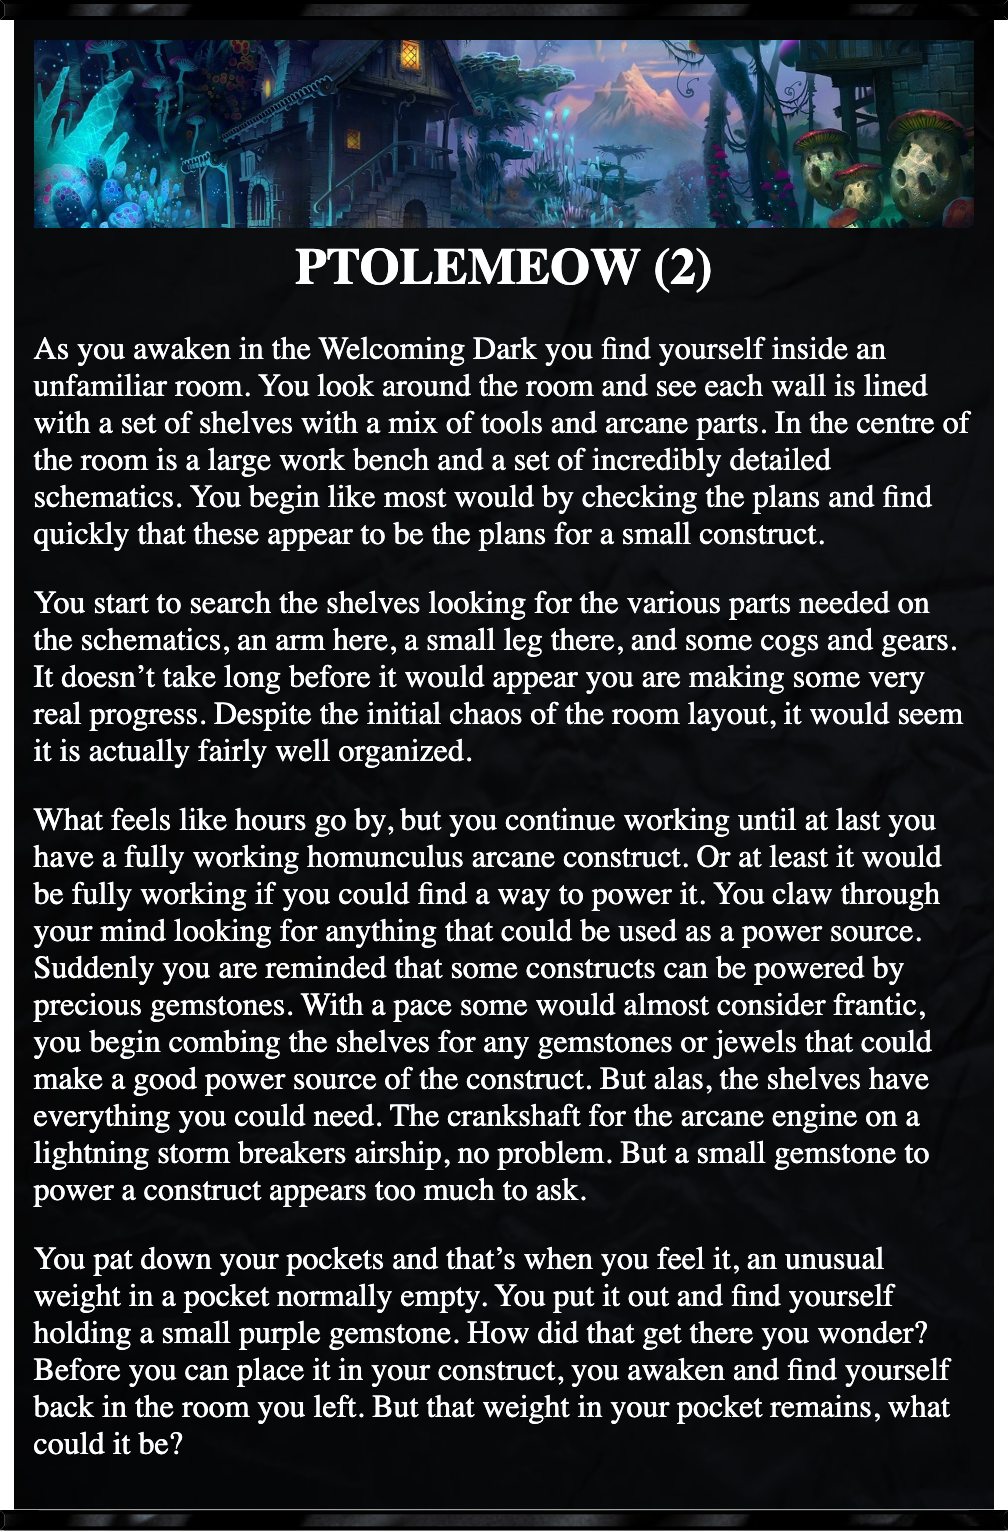 PTOLEMEOW (2)
As you awaken in the Welcoming Dark you find yourself inside an
unfamiliar room. You look around the room and see each wall is lined
with a set of shelves with a mix of tools and arcane parts. In the centre of
the room is a large work bench and a set of incredibly detailed
schematics. You begin like most would by checking the plans and find
quickly that these appear to be the plans for a small construct.
You start to search the shelves looking for the various parts needed on
the schematics, an arm here, a small leg there, and some cogs and gears.
It doesn’t take long before it would appear you are making some very
real progress. Despite the initial chaos of the room layout, it would seem
it is actually fairly well organized.
What feels like hours go by, but you continue working until at last you
have a fully working homunculus arcane construct. Or at least it would
be fully working if you could find a way to power it. You claw through
your mind looking for anything that could be used as a power source.
Suddenly you are reminded that some constructs can be powered by
precious gemstones. With a pace some would almost consider frantic,
you begin combing the shelves for any gemstones or jewels that could
make a good power source of the construct. But alas, the shelves have
everything you could need. The crankshaft for the arcane engine on a
lightning storm breakers airship, no problem. But a small gemstone to
power a construct appears too much to ask.
You pat down your pockets and that’s when you feel it, an unusual
weight in a pocket normally empty. You put it out and find yourself
holding a small purple gemstone. How did that get there you wonder?
Before you can place it in your construct, you awaken and find yourself
back in the room you left. But that weight in your pocket remains, what
could it be?